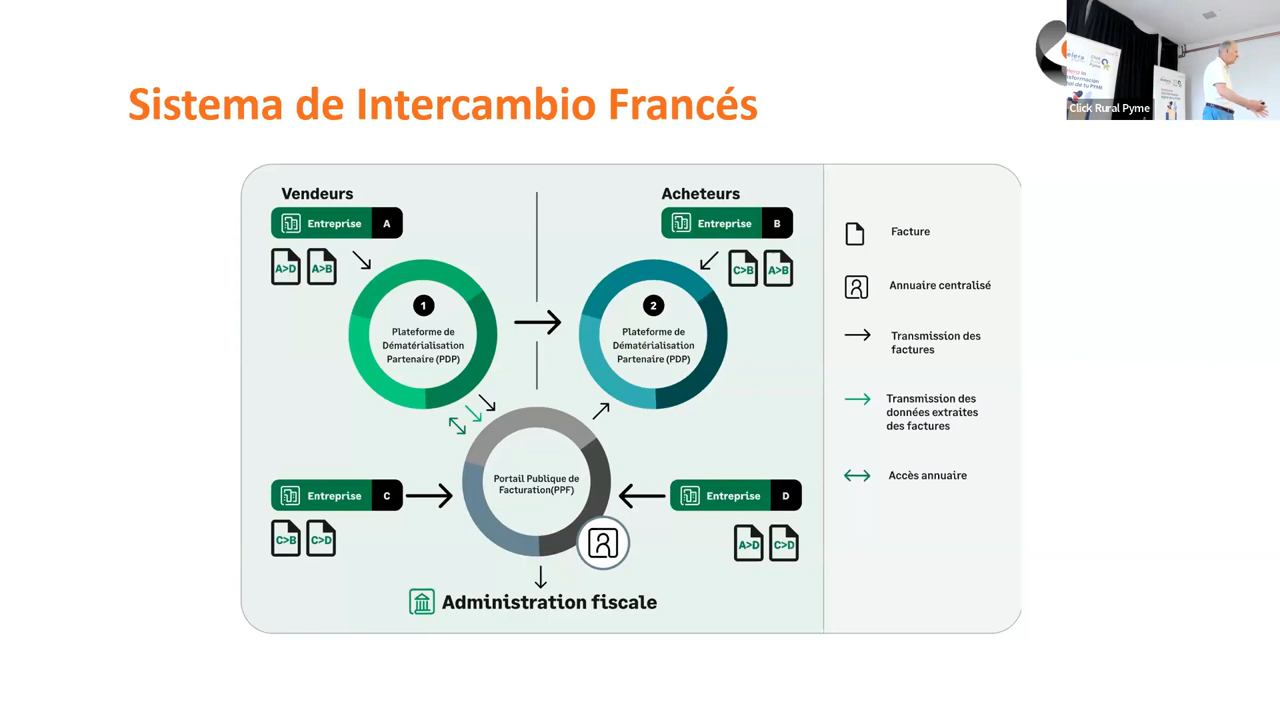 Sistema de Intercambio Francés
Click Rural Pyme
Vendeurs
Entreprise A
A>D A>B
Acheteurs
Entreprise B
C>B A>B
1
Plateforme de
Dématérialisation
Partenaire (PDP)
2
Plateforme de
Dématérialisation
Partenaire (PDP)
Portail Publique de
Facturation(PPF)
Entreprise C
C>B C>D
Entreprise D
A>D C>D
Administration fiscale
Facture
Annuaire centralisé
Transmission des
factures
Transmission des
données extraites
des factures
Accès annuaire